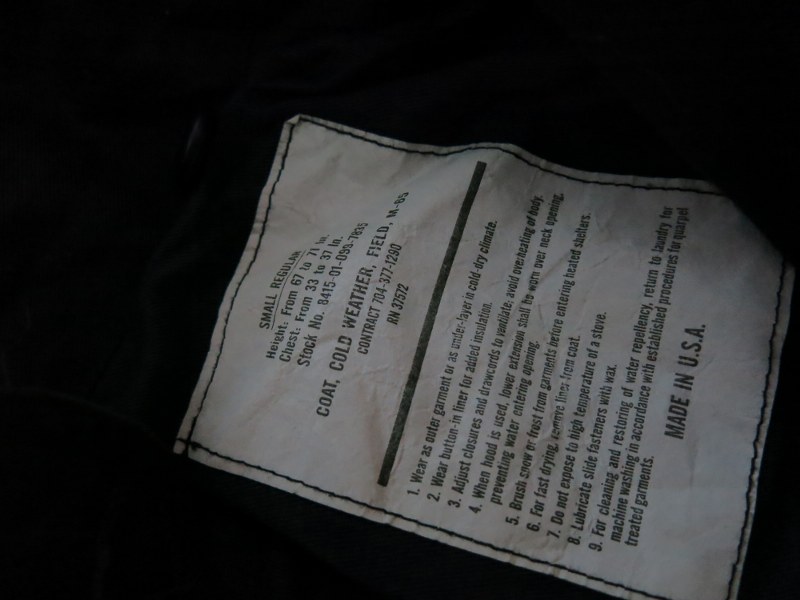 SMALL REGULAR
Height: From 67 to 71 in.
Chest: From 33 to 37 in.
Stock No. 8415-01-099-7835
COAT, COLD WEATHER, FIELD, M-65
CONTRACT 704-377-1290
RN 37572
1. Wear as outer garment or as under-layer in cold-dry climate.
2. Wear button-in liner for added insulation.
3. Adjust closures and drawcords to ventilate; avoid overheating of body.
4. When hood is used, lower extension shall be worn over neck opening,
preventing water entering opening.
5. Brush snow or frost from garments before entering heated shelters.
6. For fast drying, remove liner from coat.
7. Do not expose to high temperature of a stove.
8. Lubricate slide fasteners with wax.
9. For cleaning and restoring of water repellency, return to laundry for
machine washing in accordance with established procedures for quarpel
treated garments.
MADE IN U.S.A.